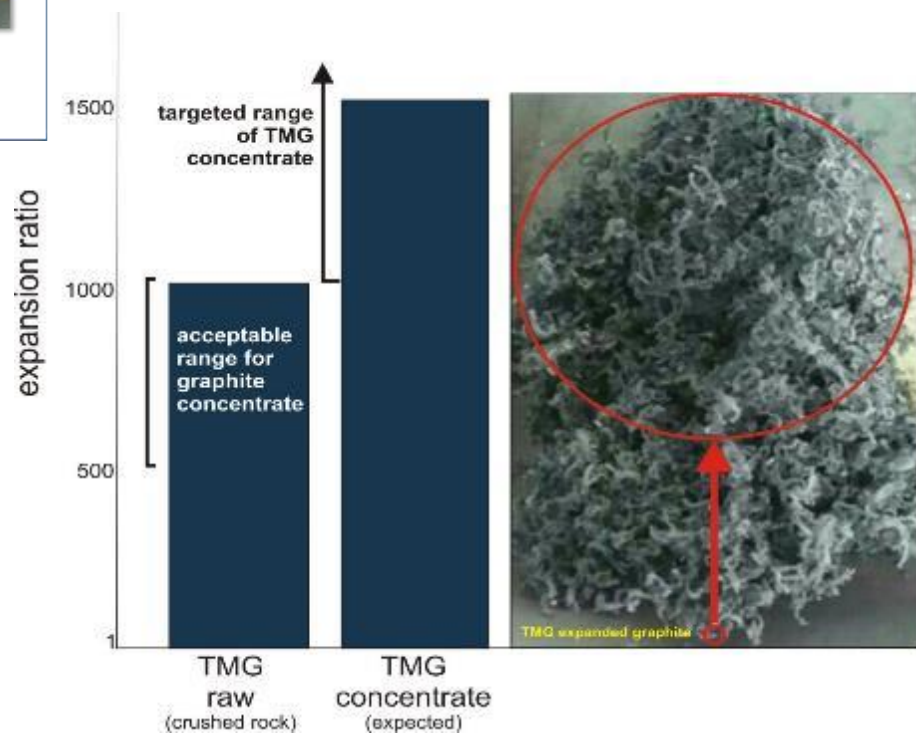 expansion ratio
1500
1000
500
1
targeted range
of TMG
concentrate
acceptable
range for
graphite
concentrate
TMG
raw
(crushed rock)
TMG
concentrate
(expected)
TMG expanded graphite